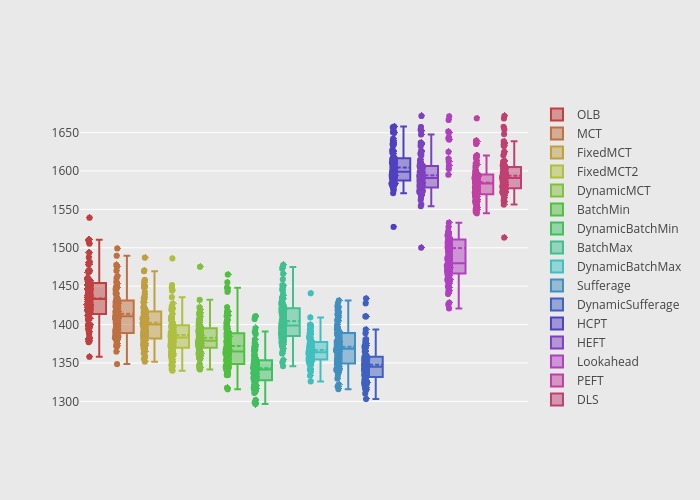 1650
1600
1550
1500
1450
1400
1350
1300
OLB
MCT
FixedMCT
FixedMCT2
DynamicMCT
BatchMin
DynamicBatchMin
BatchMax
DynamicBatchMax
Sufferage
DynamicSufferage
HCPT
HEFT
Lookahead
PEFT
DLS